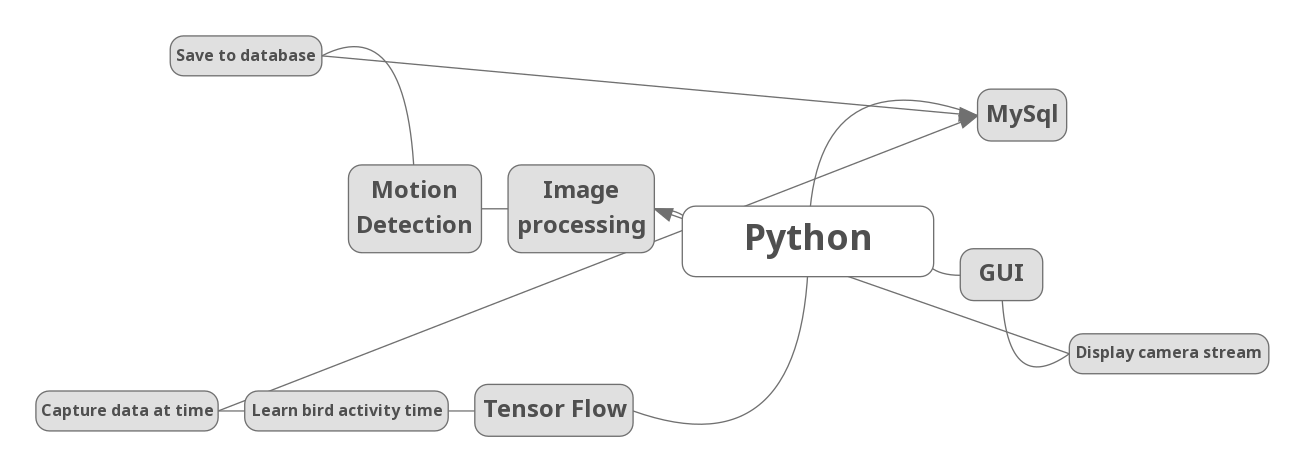 Save to database
MySql
Motion
Detection
Image
processing
Python
GUI
Display camera stream
Capture data at time
Learn bird activity time
Tensor Flow